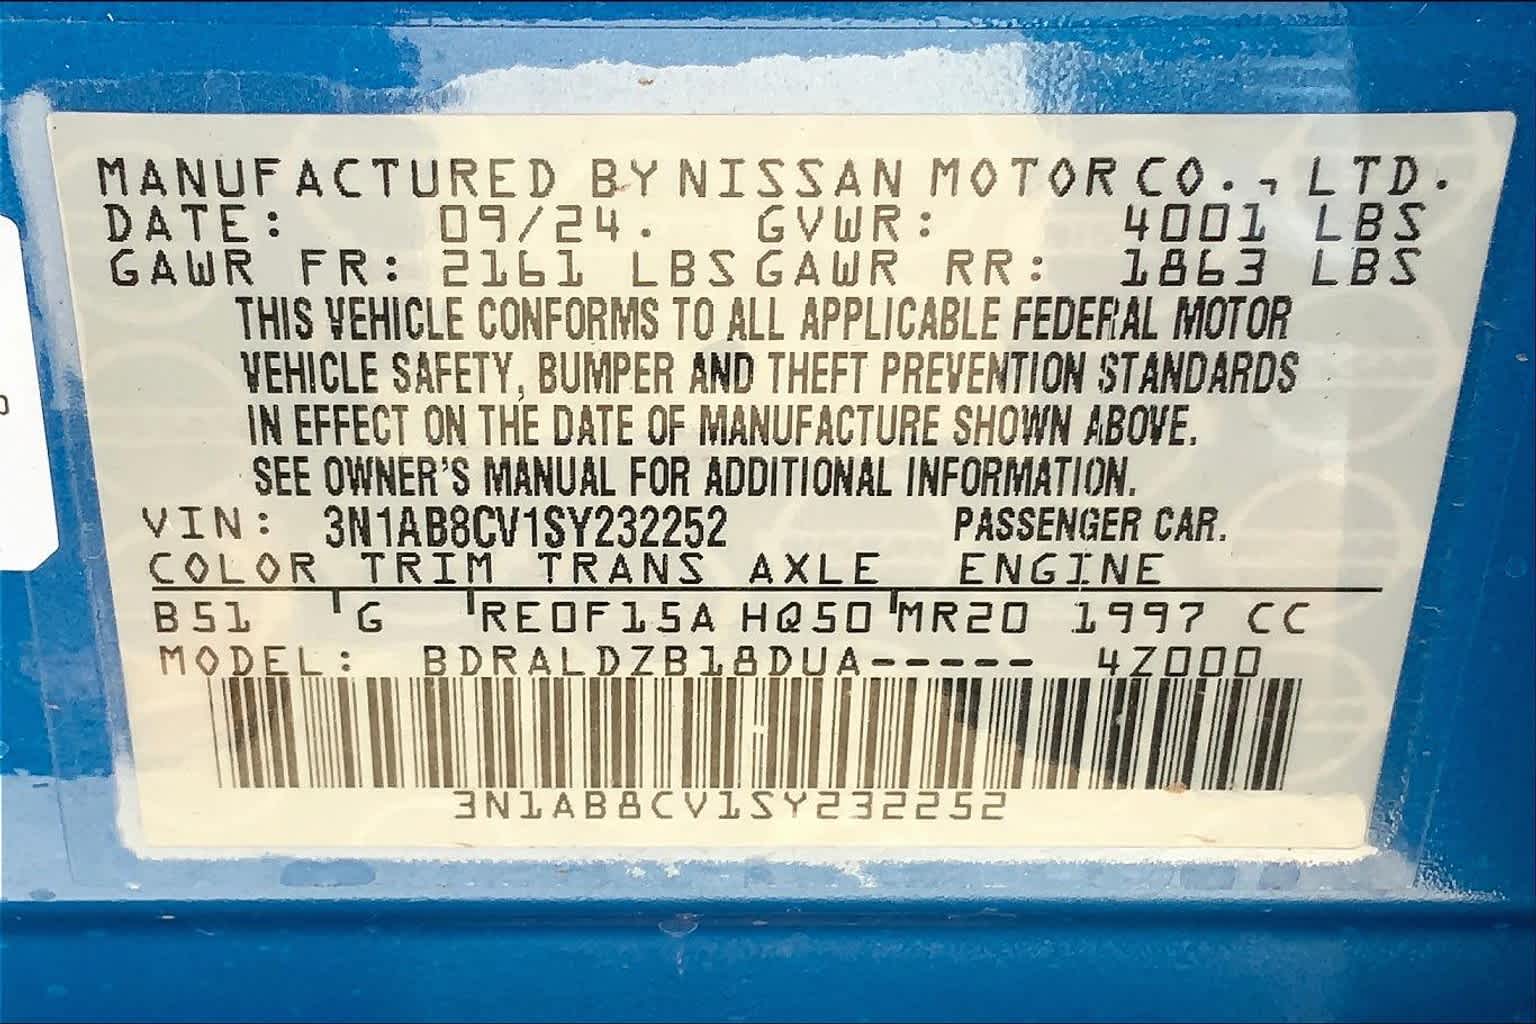 MANUFACTURED BY NISSAN MOTOR CO., LTD.
DATE: 09/24. GVWR: 4001 LBS
GAWR FR: 2161 LBS GAWR RR: 1863 LBS
THIS VEHICLE CONFORMS TO ALL APPLICABLE FEDERAL MOTOR
VEHICLE SAFETY, BUMPER AND THEFT PREVENTION STANDARDS
IN EFFECT ON THE DATE OF MANUFACTURE SHOWN ABOVE.
SEE OWNER'S MANUAL FOR ADDITIONAL INFORMATION.
VIN: 3N1AB8CV1SY232252 PASSENGER CAR.
COLOR TRIM TRANS AXLE ENGINE
B51 G RE0F15A HQ50 MR20 1997 CC
MODEL: BDRALDZB18DUA----- 4Z000
3N1AB8CV1SY232252